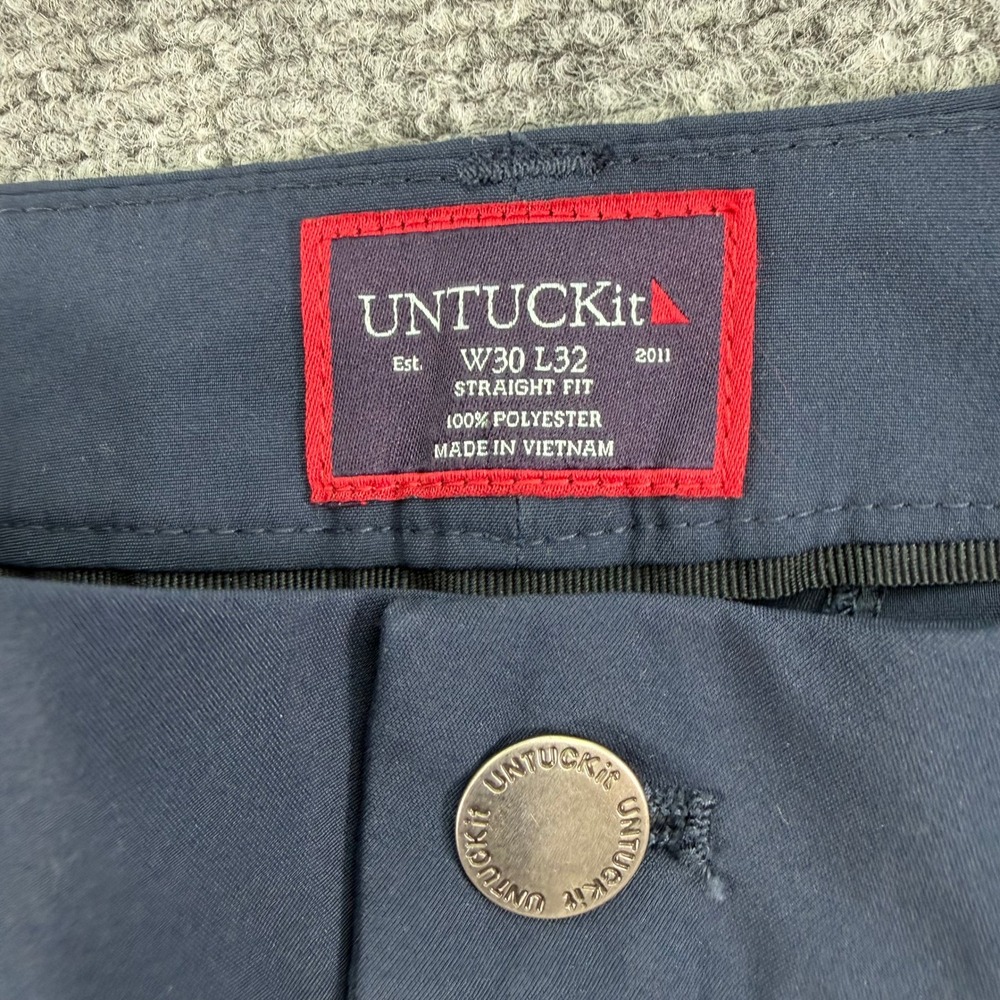 UNTUCKit
Est. W30 L32 2011
STRAIGHT FIT
100% POLYESTER
MADE IN VIETNAM
UNTUCKit UNTUCKit UNTUCKit